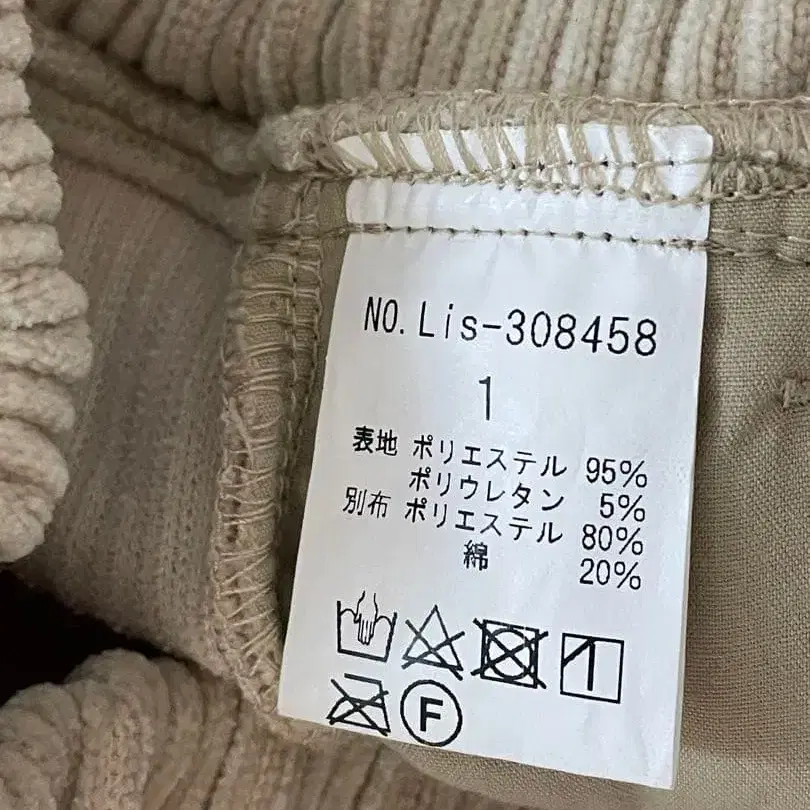 NO.Lis-308458
1
表地 ポリエステル 95%
ポリウレタン 5%
別布 ポリエステル 80%
綿 20%
F